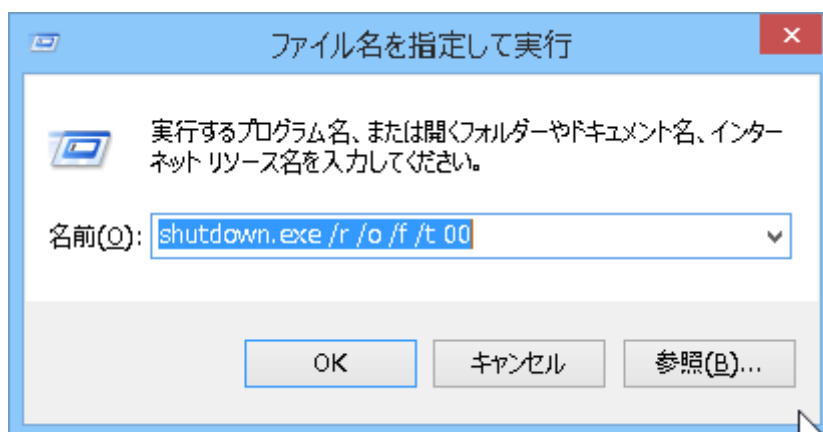 ファイル名を指定して実行
実行するプログラム名、または開くフォルダーやドキュメント名、インター
ネット リソース名を入力してください。
名前(O): shutdown.exe /r /o /f /t 00
OK キャンセル 参照(B)...